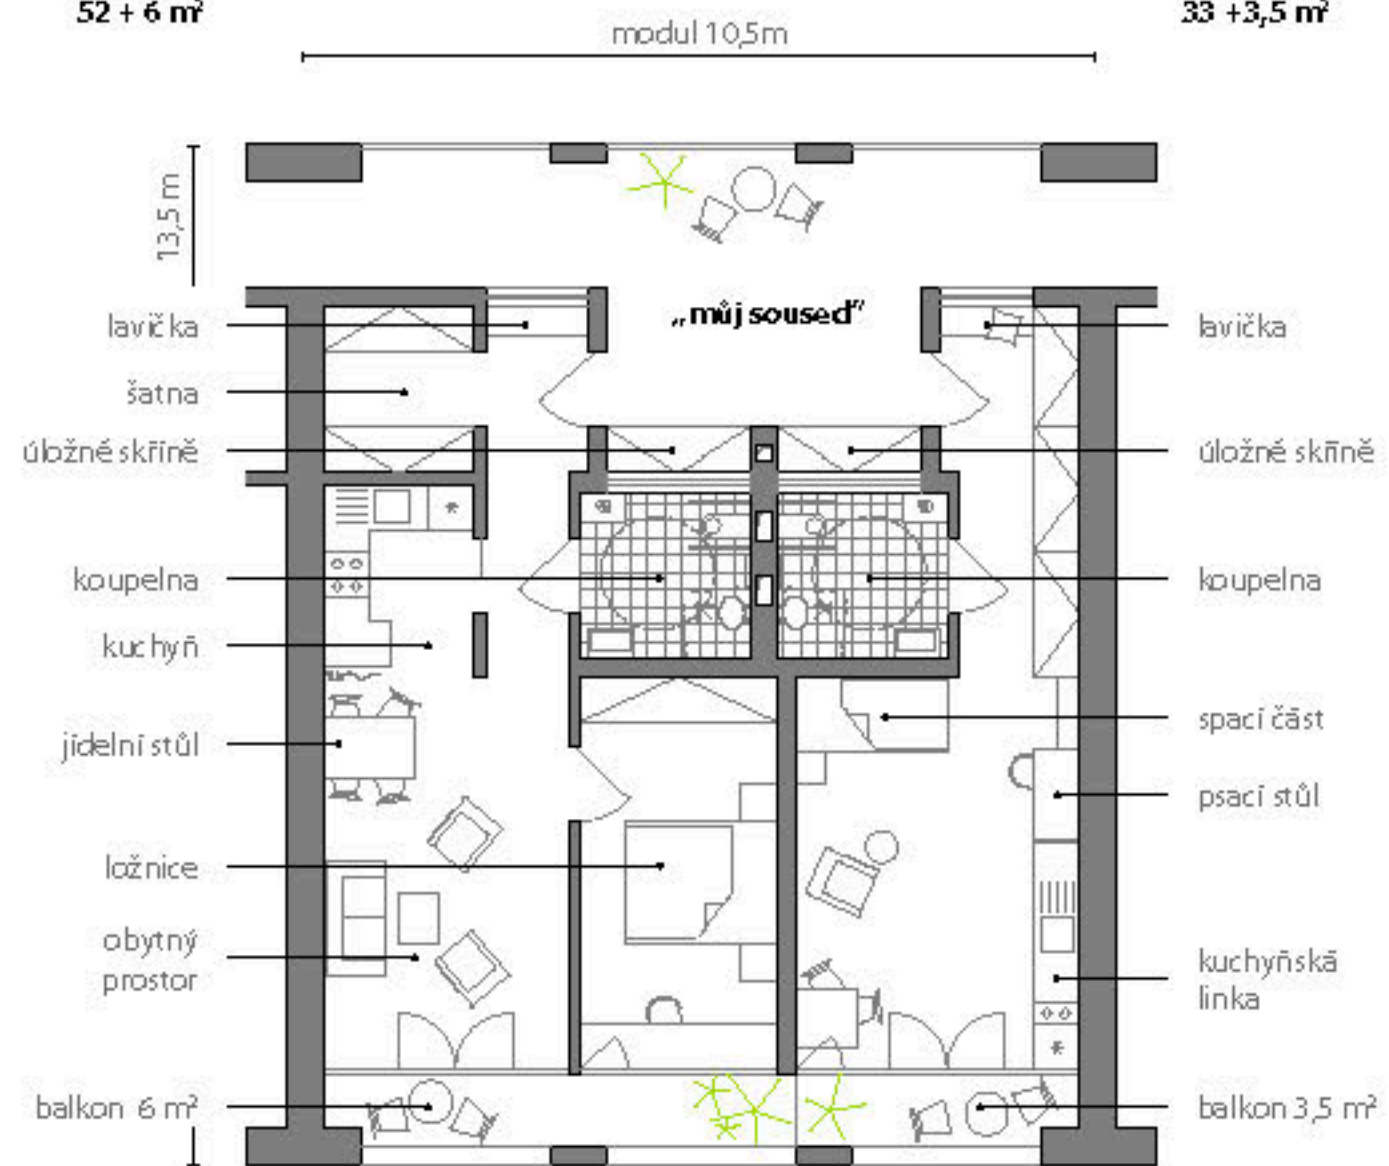 52 + 6 m²
33 +3,5 m²
modul 10,5m
13,5 m
„můj soused”
lavička
šatna
úložné skříně
koupelna
kuchyň
jídelní stůl
ložnice
obytný
prostor
balkon 6 m²
lavička
úložné skříně
koupelna
spací část
psací stůl
kuchyňská
linka
balkon 3,5 m²